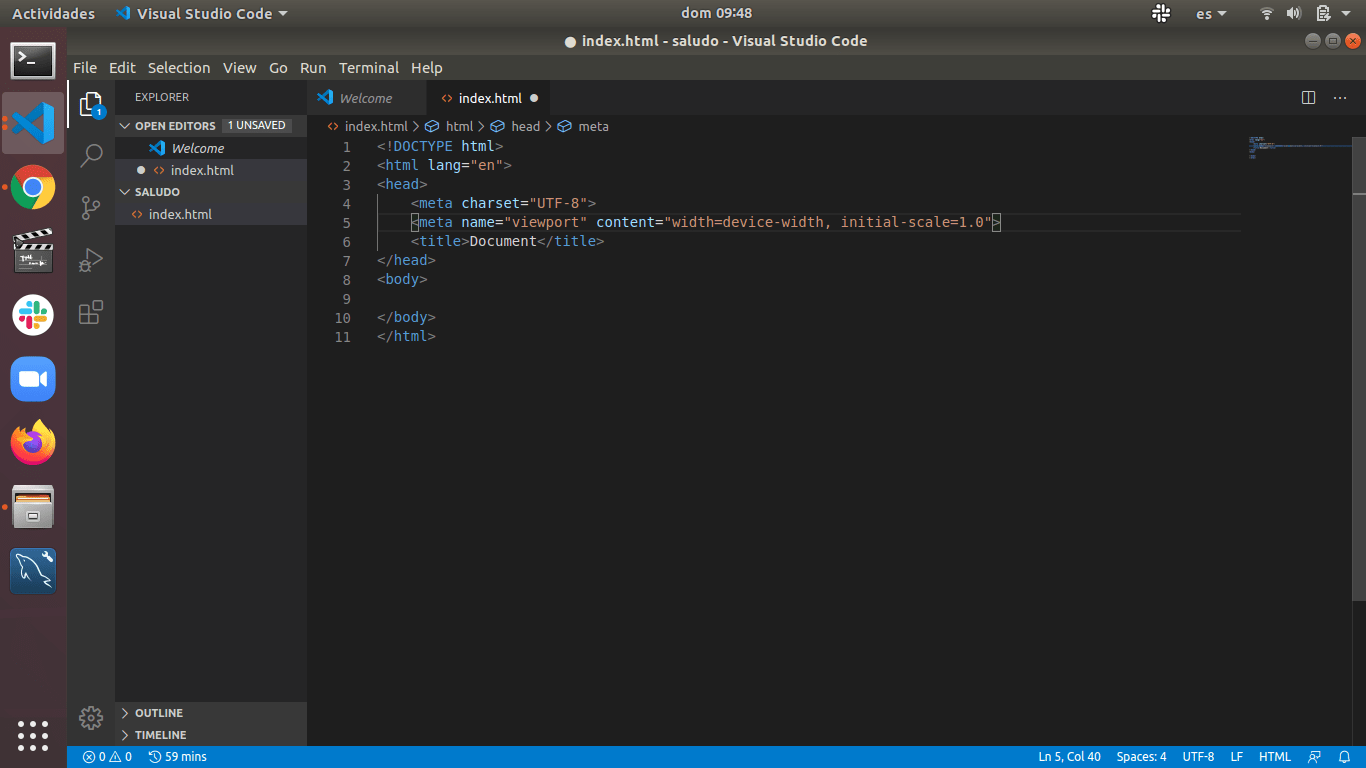 Actividades Visual Studio Code dom 09:48 es
index.html - saludo - Visual Studio Code
File Edit Selection View Go Run Terminal Help
EXPLORER
1
OPEN EDITORS 1 UNSAVED
Welcome
index.html
SALUDO
index.html
OUTLINE
TIMELINE
Welcome index.html
index.html html head meta
1 <!DOCTYPE html>
2 <html lang="en">
3 <head>
4 <meta charset="UTF-8">
5 <meta name="viewport" content="width=device-width, initial-scale=1.0">
6 <title>Document</title>
7 </head>
8 <body>
9
10 </body>
11 </html>
0 0 59 mins Ln 5, Col 40 Spaces: 4 UTF-8 LF HTML